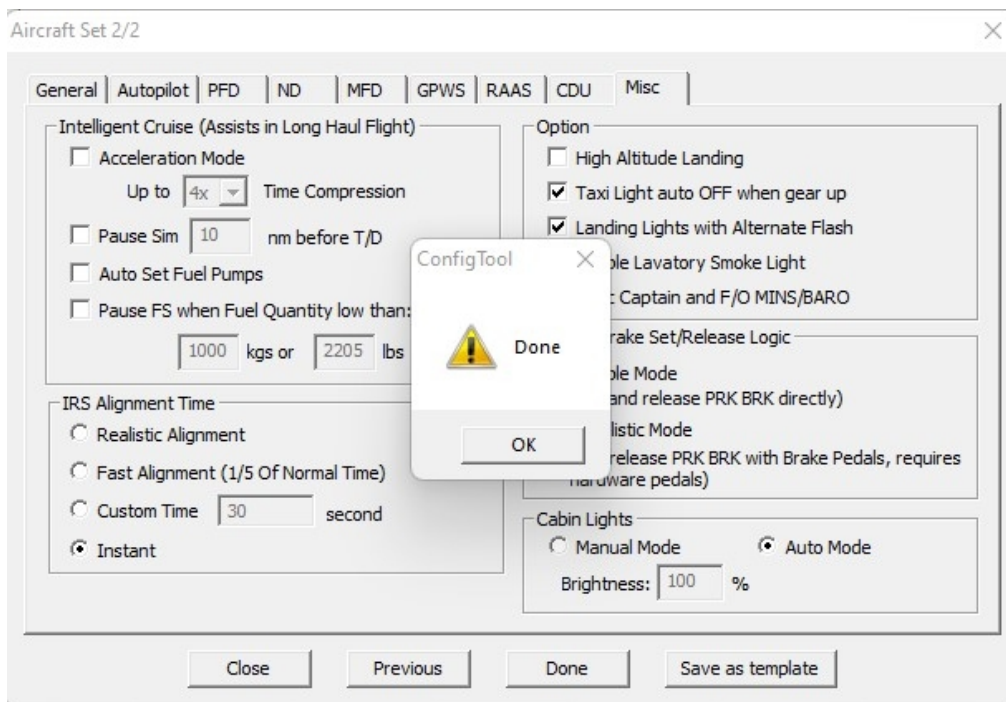 Aircraft Set 2/2
General Autopilot PFD ND MFD GPWS RAAS CDU Misc
Intelligent Cruise (Assists in Long Haul Flight)
Acceleration Mode
Up to 4x Time Compression
Pause Sim 10 nm before T/D
Auto Set Fuel Pumps
Pause FS when Fuel Quantity low than:
1000 kgs or 2205 lbs
IRS Alignment Time
Realistic Alignment
Fast Alignment (1/5 Of Normal Time)
Custom Time 30 second
Instant
Option
High Altitude Landing
Taxi Light auto OFF when gear up
Landing Lights with Alternate Flash
Lavatory Smoke Light
Captain and F/O MINS/BARO
Set/Release Logic
Mode
and release PRK BRK directly)
Mode
release PRK BRK with Brake Pedals, requires
hardware pedals)
Cabin Lights
Manual Mode Auto Mode
Brightness: 100 %
ConfigTool
Done
OK
Close Previous Done Save as template